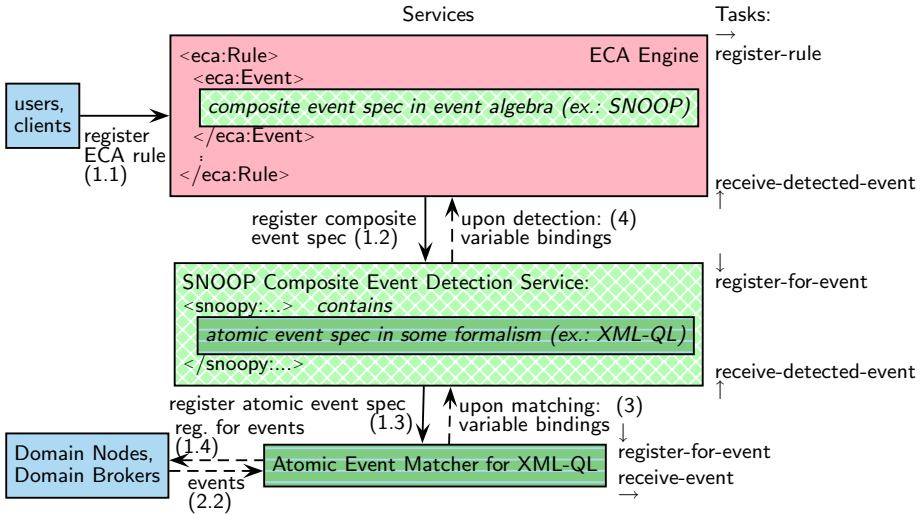 Services
Tasks:
→
<eca:Rule>
ECA Engine
register-rule
<eca:Event>
composite event spec in event algebra (ex.: SNOOP)
users,
clients
</eca:Event>
:
</eca:Rule>
register
ECA rule
(1.1)
receive-detected-event
↑
register composite
event spec (1.2)
upon detection: (4)
variable bindings
↓
register-for-event
SNOOP Composite Event Detection Service:
<snoopy:...> contains
atomic event spec in some formalism (ex.: XML-QL)
</snoopy:...>
receive-detected-event
↑
register atomic event spec
(1.3)
upon matching: (3)
variable bindings
reg. for events
(1.4)
↓
register-for-event
Domain Nodes,
Domain Brokers
Atomic Event Matcher for XML-QL
receive-event
→
events
(2.2)